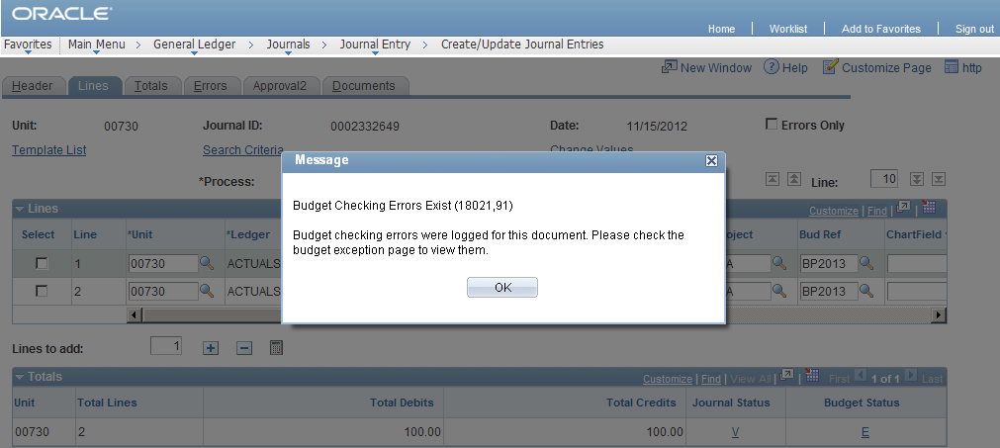 ORACLE
Home Worklist Add to Favorites Sign out
Favorites Main Menu > General Ledger > Journals > Journal Entry > Create/Update Journal Entries
New Window Help Customize Page http
Header Lines Totals Errors Approval2 Documents
Unit: 00730 Journal ID: 0002332649 Date: 11/15/2012 Errors Only
Template List Search Criteria Change Values
*Process: Line: 10
Message
Budget Checking Errors Exist (18021,91)
Budget checking errors were logged for this document. Please check the
budget exception page to view them.
OK
Lines Customize | Find |
Select Line *Unit *Ledger oject Bud Ref ChartField
1 00730 ACTUALS A BP2013
2 00730 ACTUALS A BP2013
Lines to add: 1
Totals Customize | Find | View All | First 1 of 1 Last
Unit Total Lines Total Debits Total Credits Journal Status Budget Status
00730 2 100.00 100.00 V E